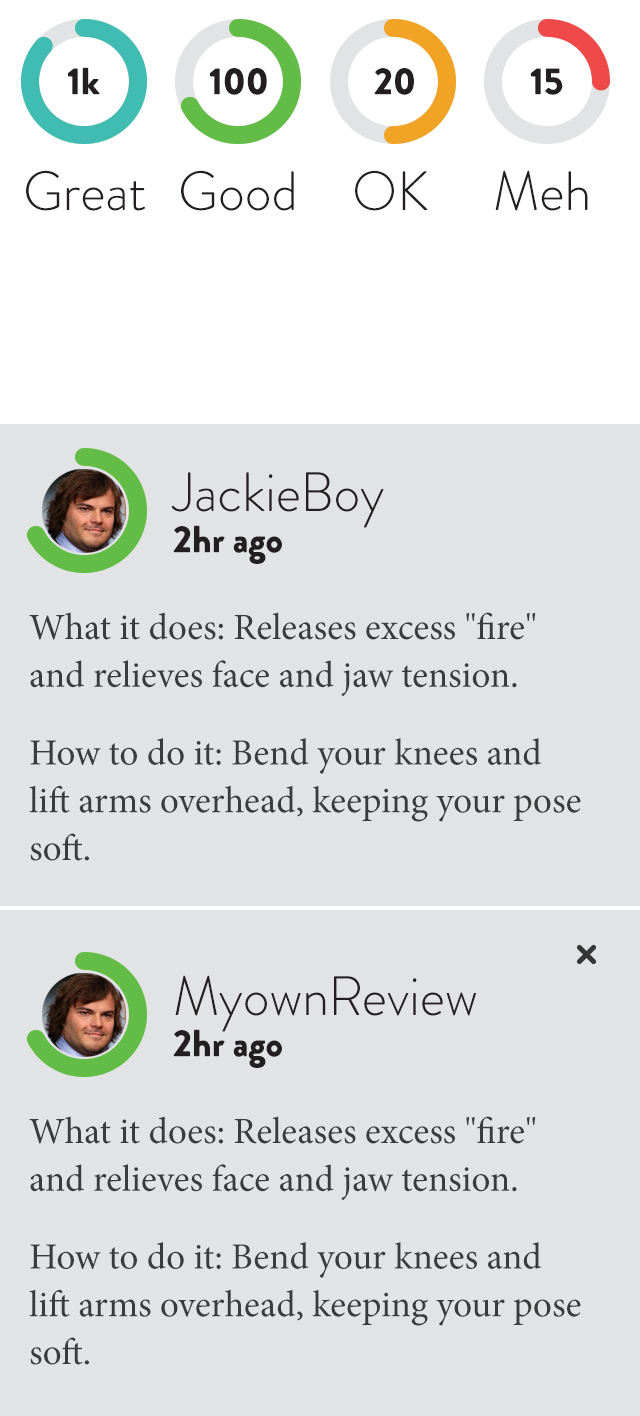 1k 100 20 15
Great Good OK Meh
JackieBoy
2hr ago
What it does: Releases excess "fire"
and relieves face and jaw tension.
How to do it: Bend your knees and
lift arms overhead, keeping your pose
soft.
MyownReview
2hr ago
What it does: Releases excess "fire"
and relieves face and jaw tension.
How to do it: Bend your knees and
lift arms overhead, keeping your pose
soft.